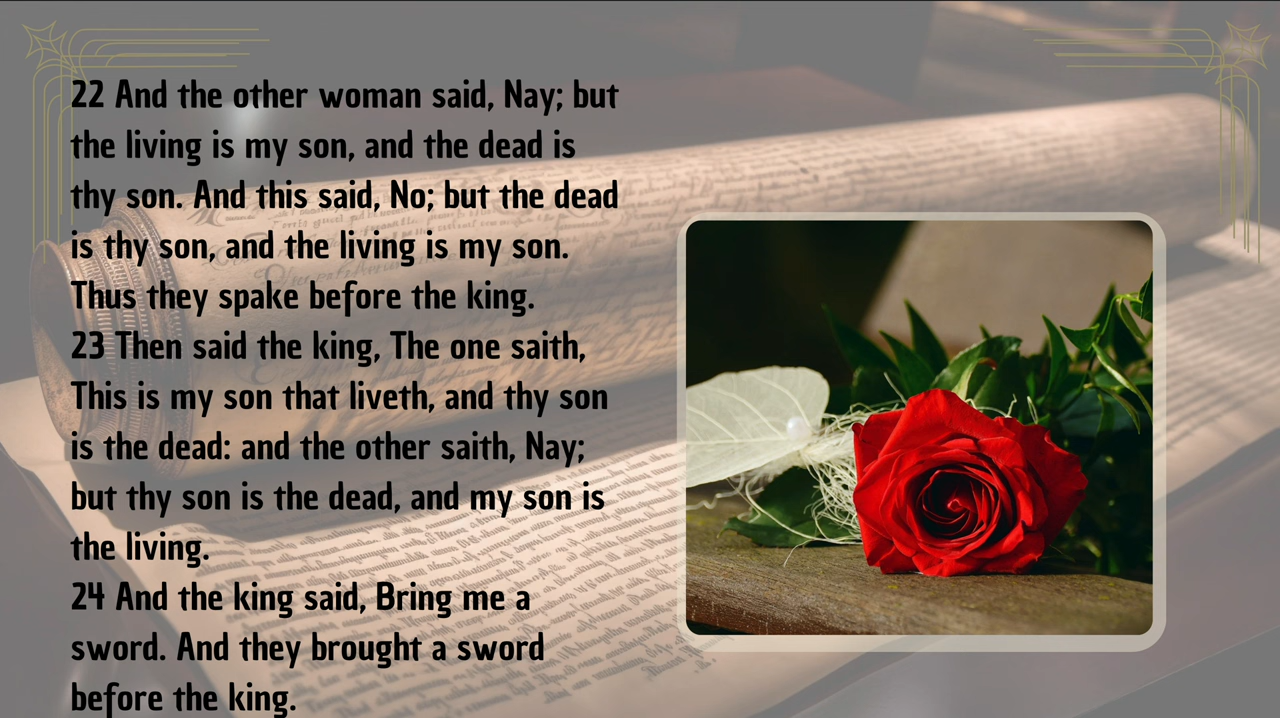 22 And the other woman said, Nay; but
the living is my son, and the dead is
thy son. And this said, No; but the dead
is thy son, and the living is my son.
Thus they spake before the king.
23 Then said the king, The one saith,
This is my son that liveth, and thy son
is the dead: and the other saith, Nay;
but thy son is the dead, and my son is
the living.
24 And the king said, Bring me a
sword. And they brought a sword
before the king.